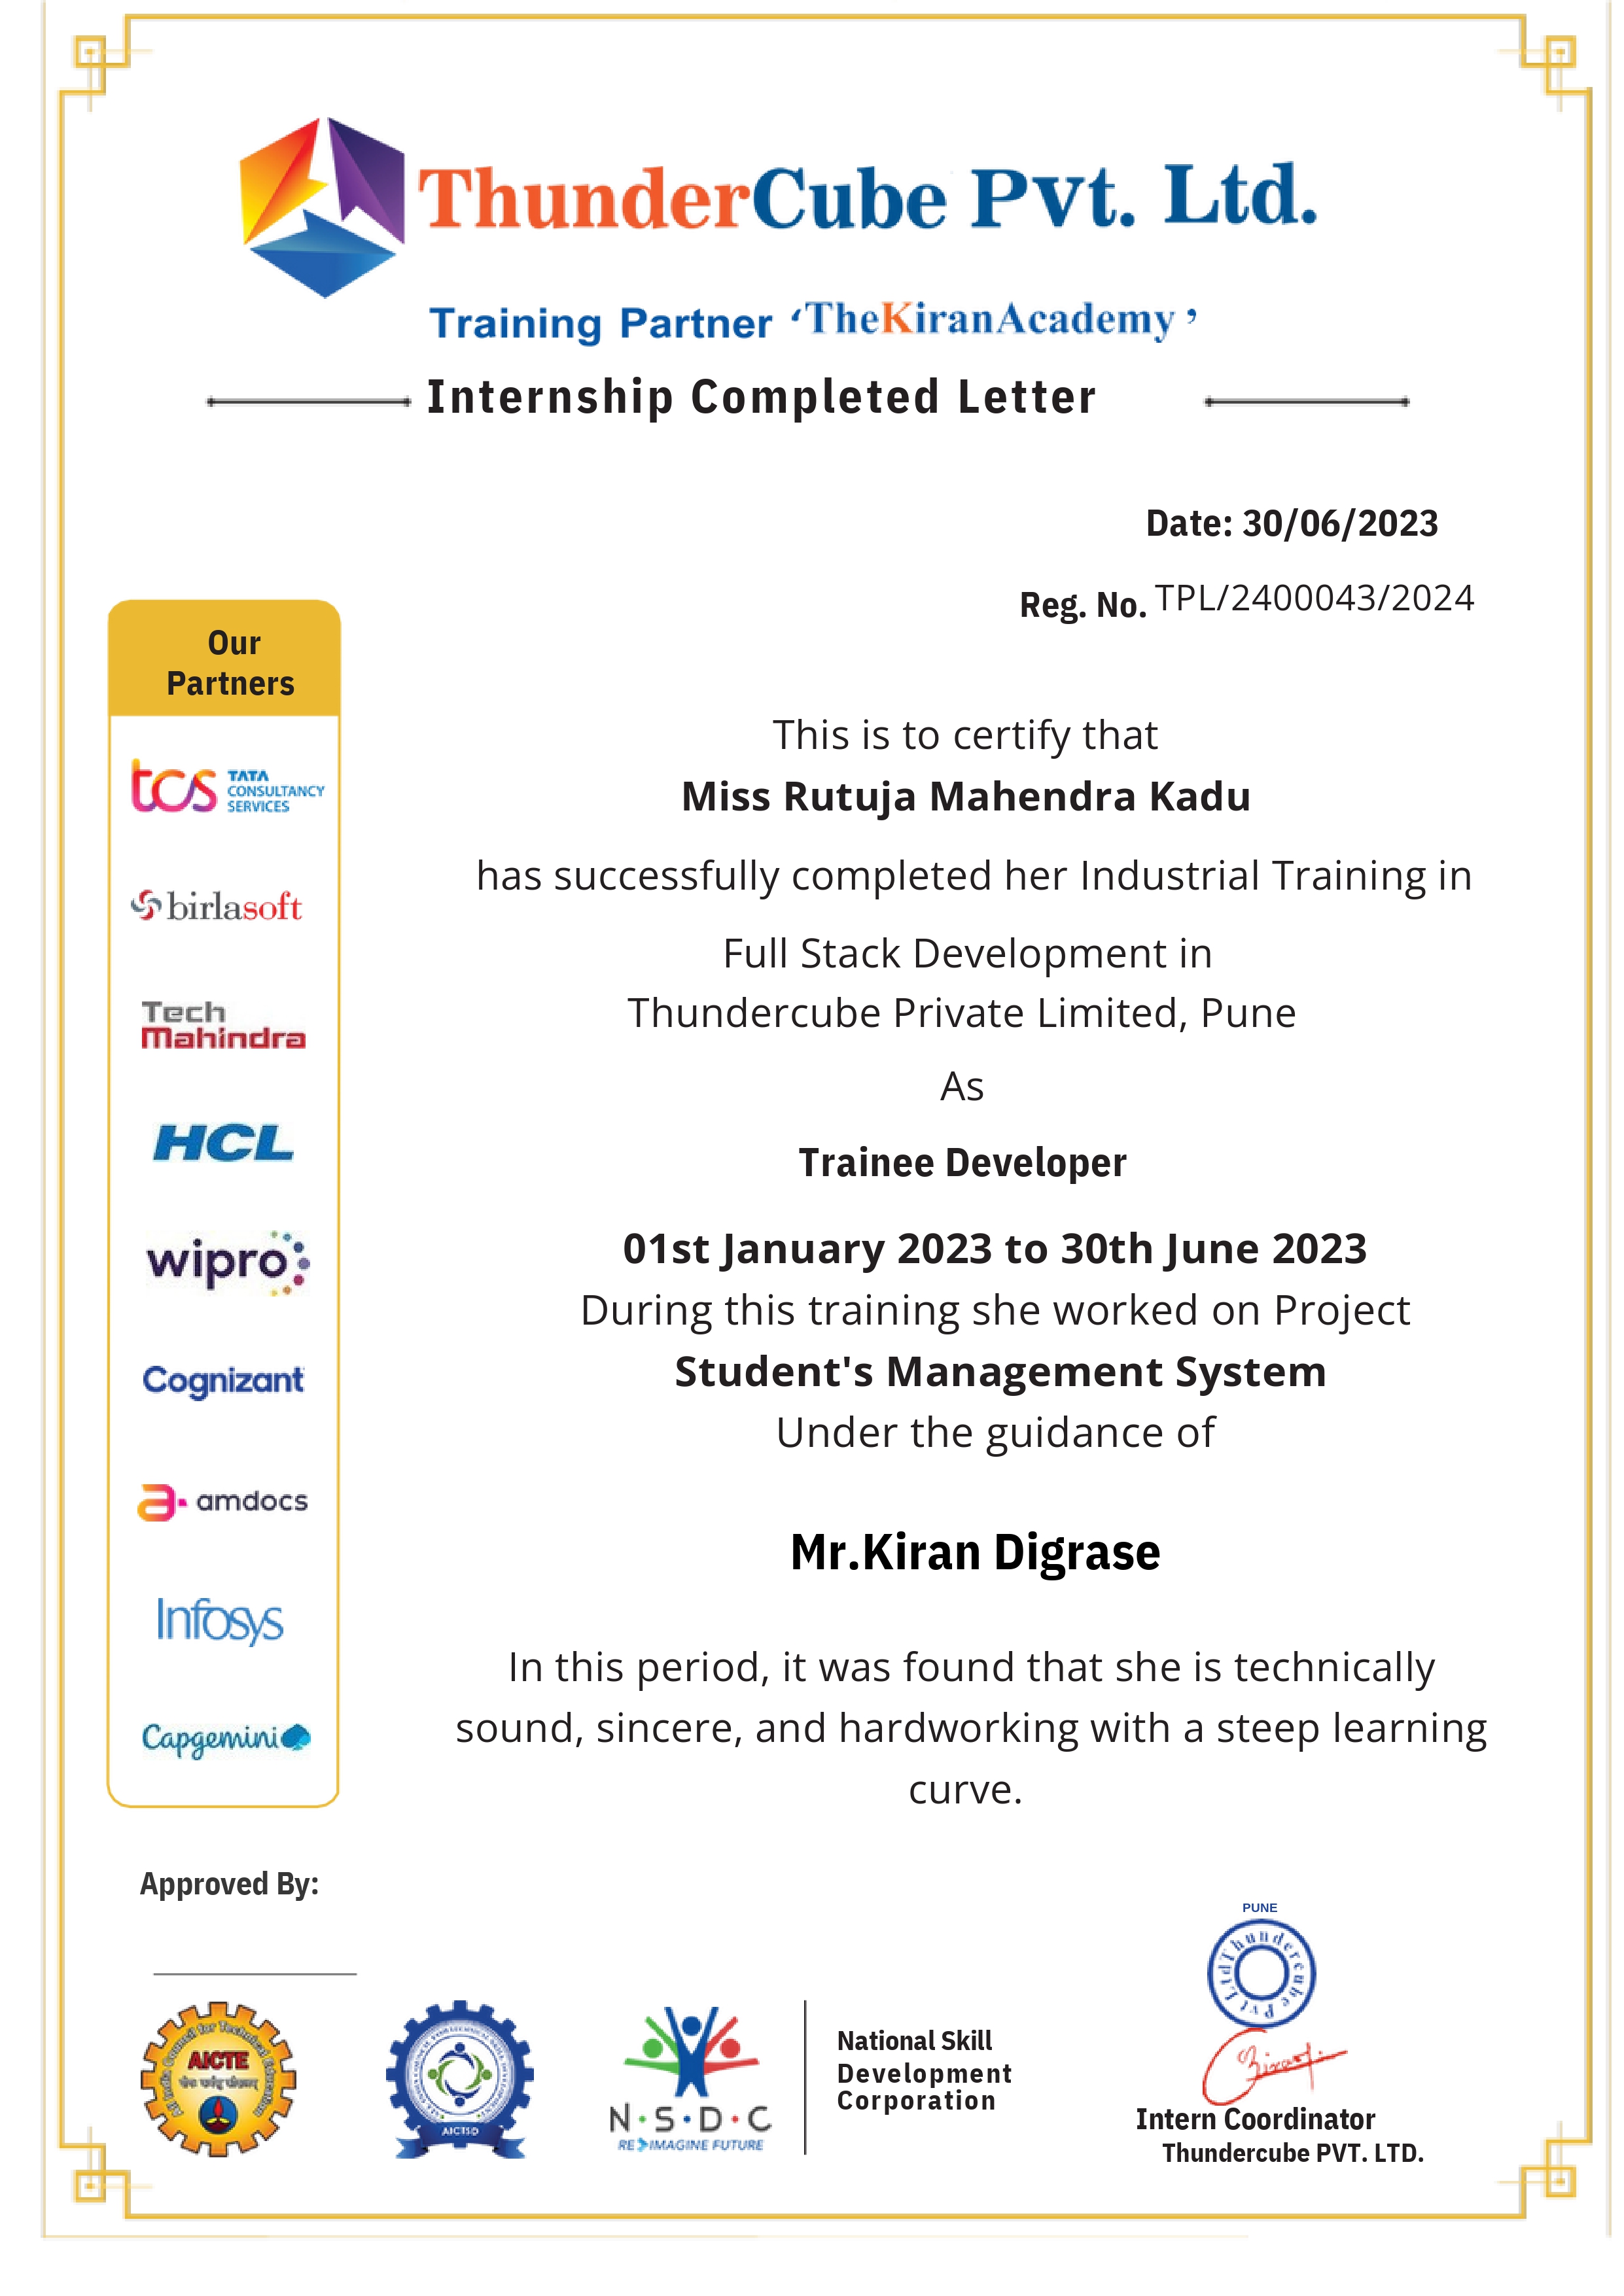 ThunderCube Pvt. Ltd.
Training Partner ‘TheKiranAcademy’
Internship Completed Letter
Date: 30/06/2023
Reg. No. TPL/2400043/2024
Our
Partners
tcs TATA
CONSULTANCY
SERVICES
birlasoft
Tech
Mahindra
HCL
wipro
Cognizant
amdocs
Infosys
Capgemini
This is to certify that
Miss Rutuja Mahendra Kadu
has successfully completed her Industrial Training in
Full Stack Development in
Thundercube Private Limited, Pune
As
Trainee Developer
01st January 2023 to 30th June 2023
During this training she worked on Project
Student's Management System
Under the guidance of
Mr.Kiran Digrase
In this period, it was found that she is technically
sound, sincere, and hardworking with a steep learning
curve.
Approved By:
All India Council for Technical Education
AICTE
AICTSD
N·S·D·C
RE IMAGINE FUTURE
National Skill
Development
Corporation
PUNE
Thundercube Pvt Ltd
Intern Coordinator
Thundercube PVT. LTD.